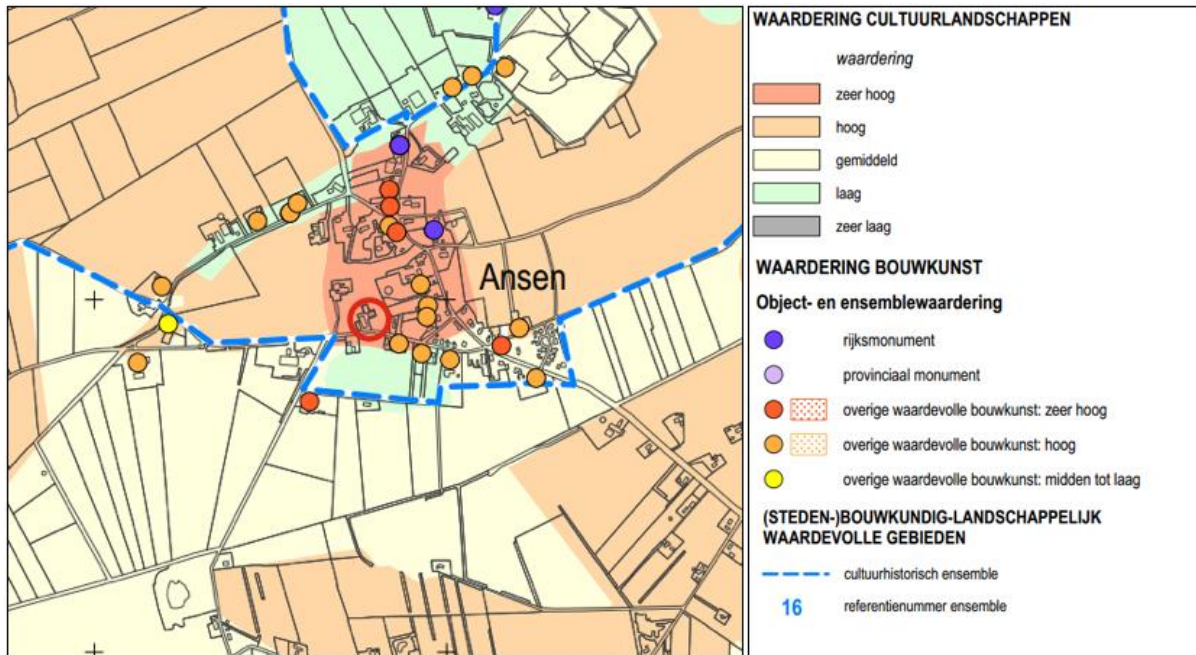 Ansen
WAARDERING CULTUURLANDSCHAPPEN
waardering
zeer hoog
hoog
gemiddeld
laag
zeer laag
WAARDERING BOUWKUNST
Object- en ensemblewaardering
rijksmonument
provinciaal monument
overige waardevolle bouwkunst: zeer hoog
overige waardevolle bouwkunst: hoog
overige waardevolle bouwkunst: midden tot laag
(STEDEN-)BOUWKUNDIG-LANDSCHAPPELIJK
WAARDEVOLLE GEBIEDEN
cultuurhistorisch ensemble
16 referentienummer ensemble